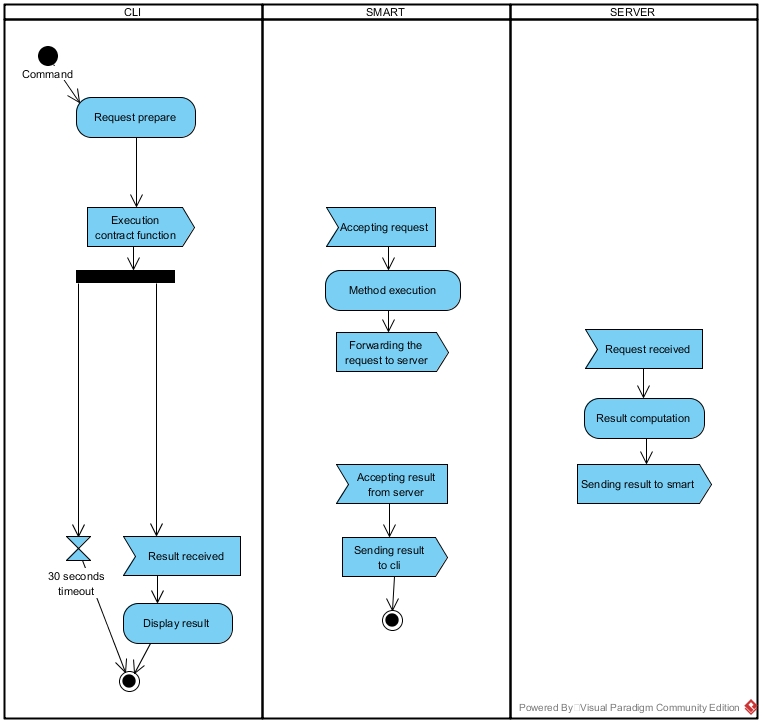 CLI
SMART
SERVER
Command
Request prepare
Execution
contract function
Accepting request
Method execution
Forwarding the
request to server
Request received
Result computation
Sending result to smart
Accepting result
from server
Sending result
to cli
30 seconds
timeout
Result received
Display result
Powered By Visual Paradigm Community Edition